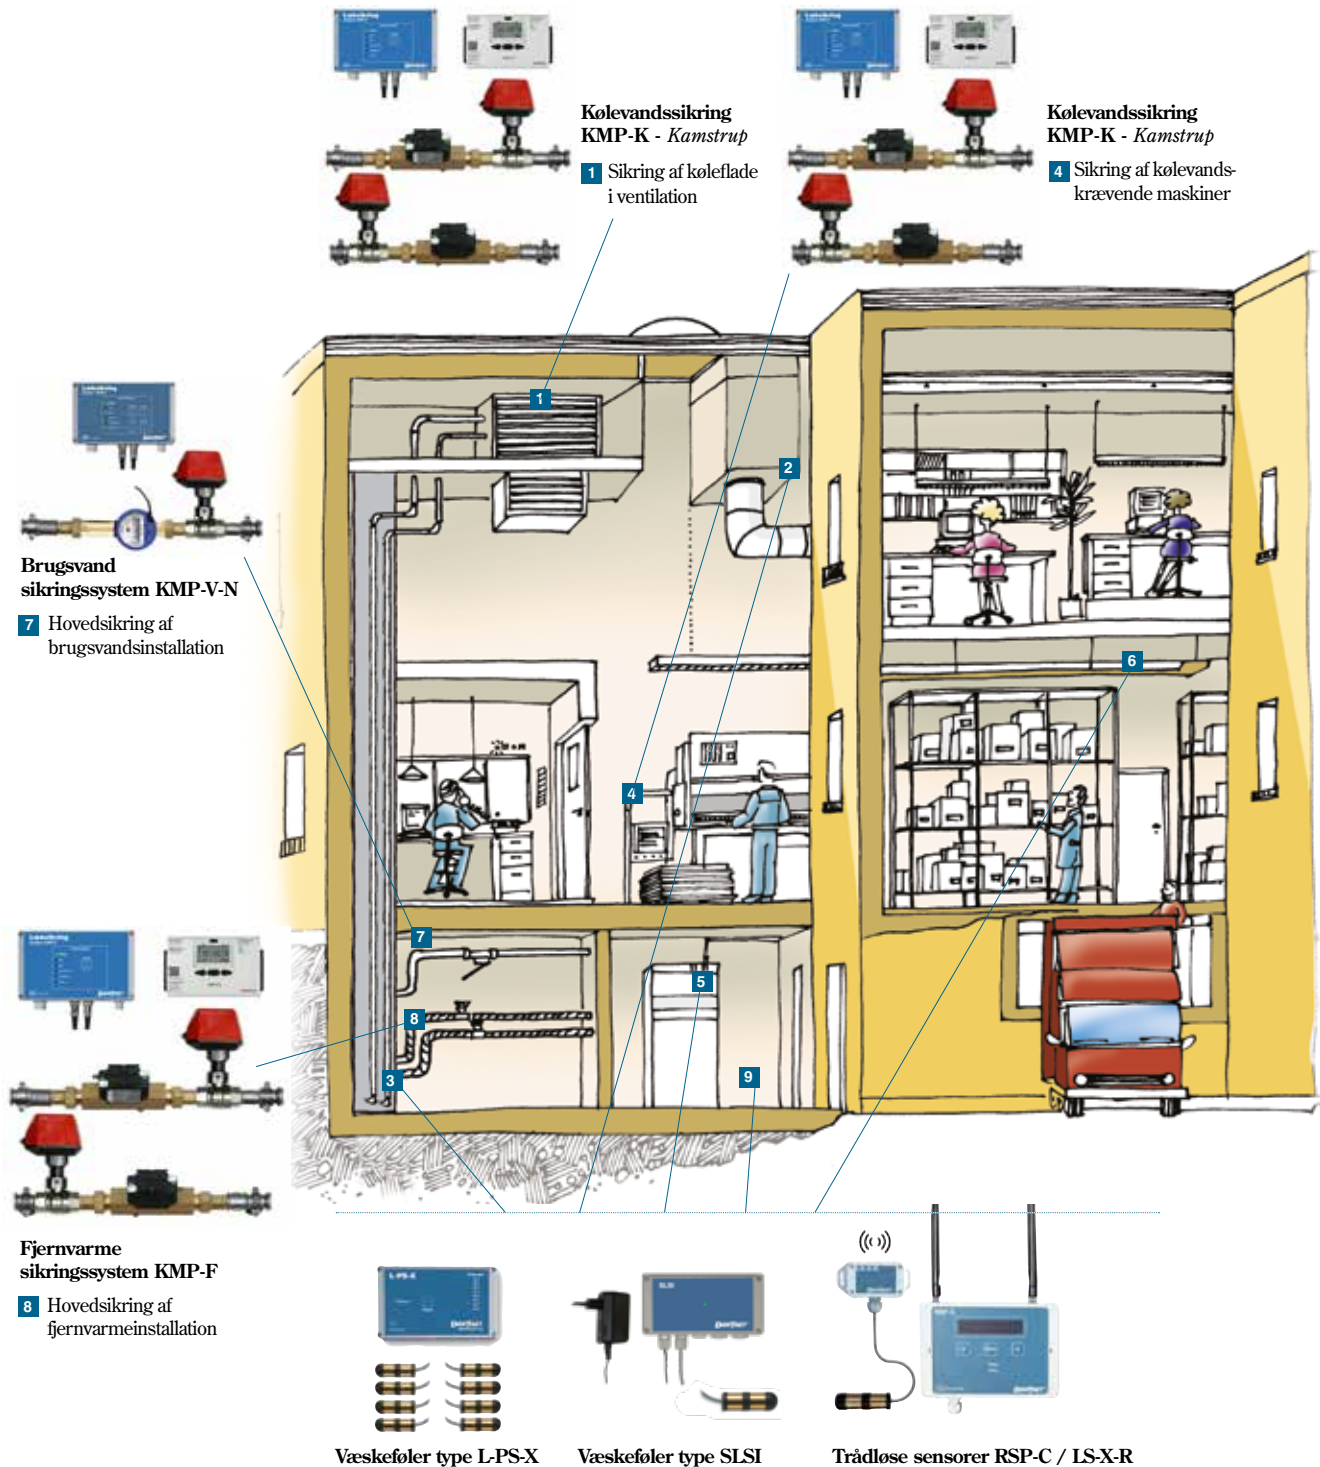 Kølevandssikring
KMP-K - Kamstrup
1 Sikring af køleflade
i ventilation
Kølevandssikring
KMP-K - Kamstrup
4 Sikring af kølevands-
krævende maskiner
1
2
Brugsvand
sikringssystem KMP-V-N
7 Hovedsikring af
brugsvandsinstallation
6
4
7
5
8
3
9
Fjernvarme
sikringssystem KMP-F
8 Hovedsikring af
fjernvarmeinstallation
L-PS-X
SLSI
Væskeføler type L-PS-X
Væskeføler type SLSI
Trådløse sensorer RSP-C / LS-X-R